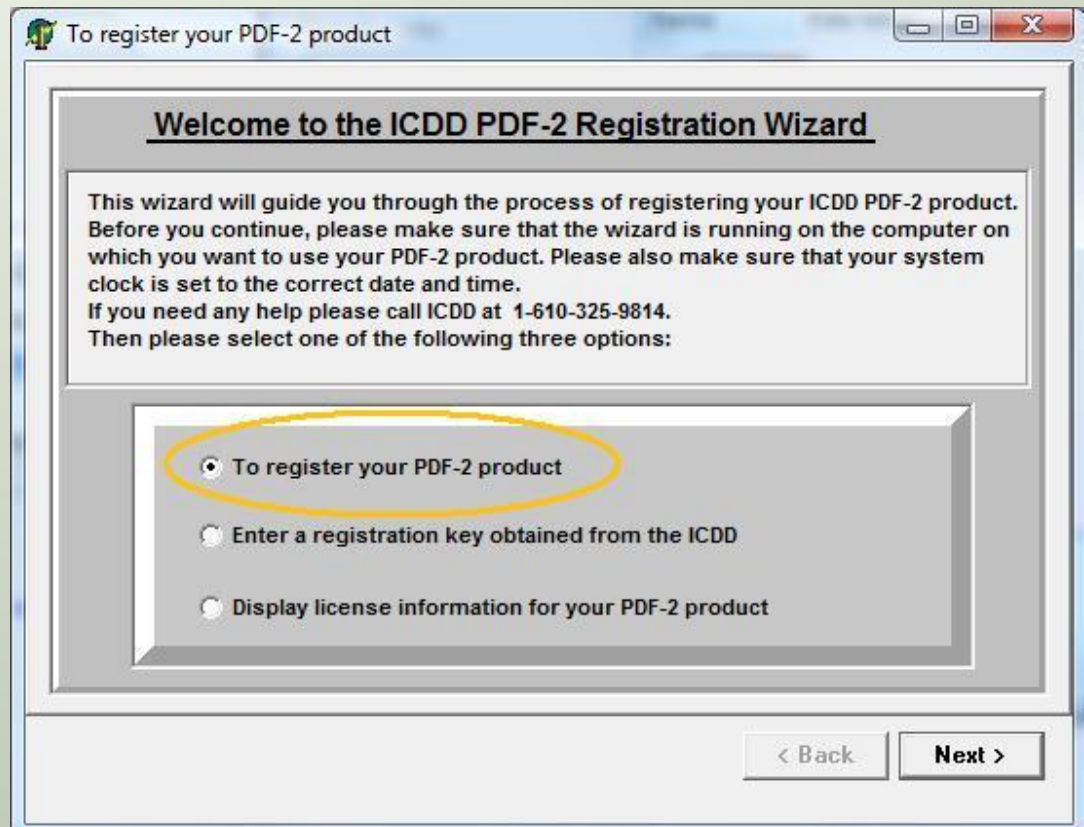 To register your PDF-2 product
Welcome to the ICDD PDF-2 Registration Wizard
This wizard will guide you through the process of registering your ICDD PDF-2 product.
Before you continue, please make sure that the wizard is running on the computer on
which you want to use your PDF-2 product. Please also make sure that your system
clock is set to the correct date and time.
If you need any help please call ICDD at 1-610-325-9814.
Then please select one of the following three options:
To register your PDF-2 product
Enter a registration key obtained from the ICDD
Display license information for your PDF-2 product
< Back
Next >